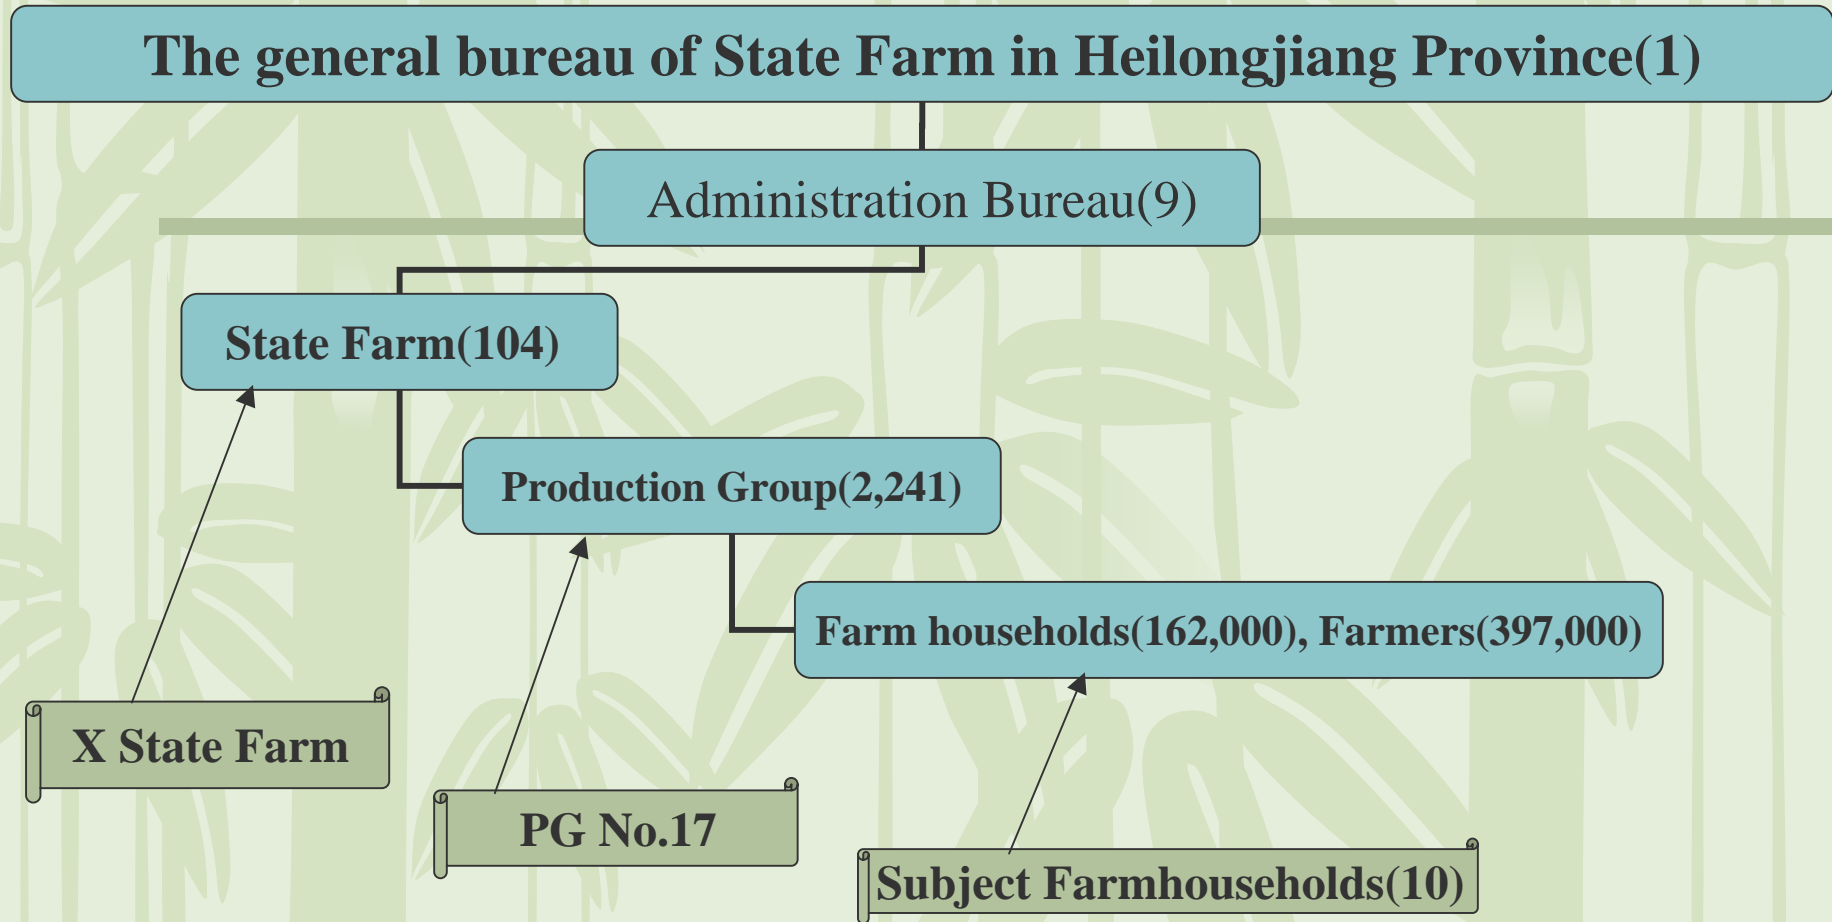 The general bureau of State Farm in Heilongjiang Province(1)
Administration Bureau(9)
State Farm(104)
Production Group(2,241)
Farm households(162,000), Farmers(397,000)
X State Farm
PG No.17
Subject Farmhouseholds(10)